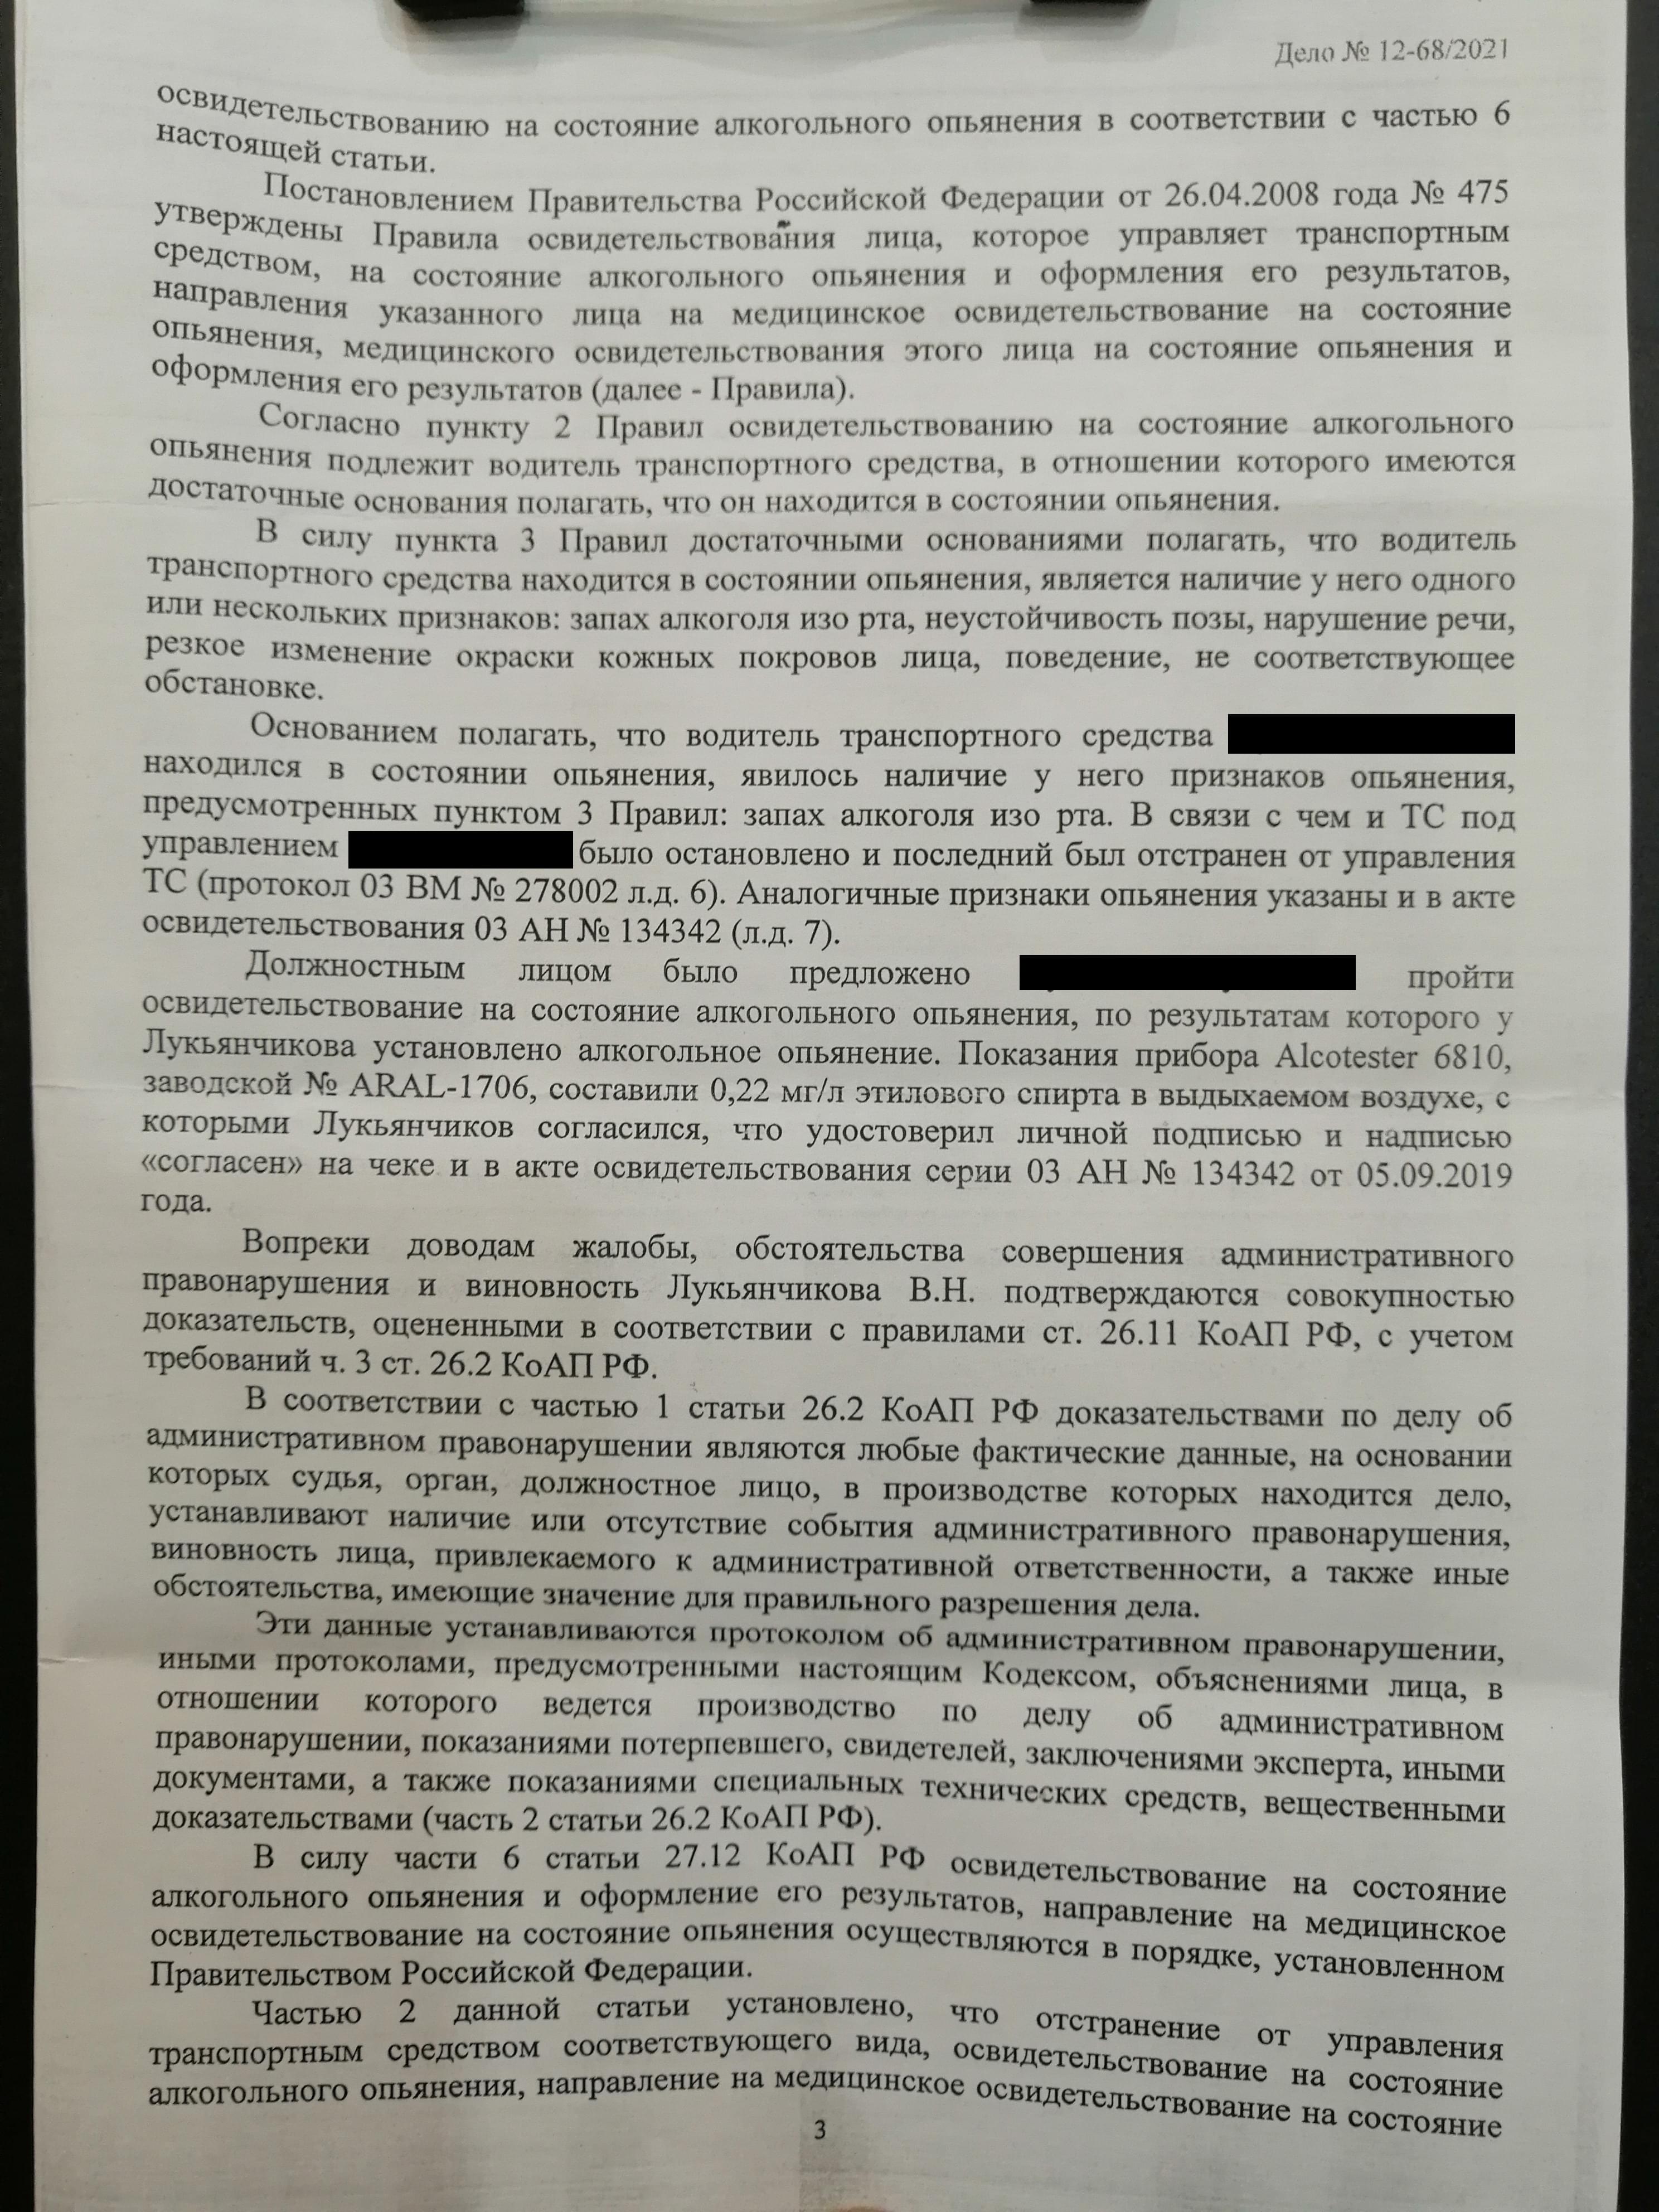 Дело № 12-68/2021
освидетельствованию на состояние алкогольного опьянения в соответствии с частью 6
настоящей статьи.
Постановлением Правительства Российской Федерации от 26.04.2008 года № 475
утверждены Правила освидетельствования лица, которое управляет транспортным
средством, на состояние алкогольного опьянения и оформления его результатов,
направления указанного лица на медицинское освидетельствование на состояние
опьянения, медицинского освидетельствования этого лица на состояние опьянения и
оформления его результатов (далее - Правила).
Согласно пункту 2 Правил освидетельствованию на состояние алкогольного
опьянения подлежит водитель транспортного средства, в отношении которого имеются
достаточные основания полагать, что он находится в состоянии опьянения.
В силу пункта 3 Правил достаточными основаниями полагать, что водитель
транспортного средства находится в состоянии опьянения, является наличие у него одного
или нескольких признаков: запах алкоголя изо рта, неустойчивость позы, нарушение речи,
резкое изменение окраски кожных покровов лица, поведение, не соответствующее
обстановке.
Основанием полагать, что водитель транспортного средства
находился в состоянии опьянения, явилось наличие у него признаков опьянения,
предусмотренных пунктом 3 Правил: запах алкоголя изо рта. В связи с чем и ТС под
управлением было остановлено и последний был отстранен от управления
ТС (протокол 03 ВМ № 278002 л.д. 6). Аналогичные признаки опьянения указаны и в акте
освидетельствования 03 АН № 134342 (л.д. 7).
Должностным лицом было предложено пройти
освидетельствование на состояние алкогольного опьянения, по результатам которого у
Лукьянчикова установлено алкогольное опьянение. Показания прибора Alcotester 6810,
заводской № ARAL-1706, составили 0,22 мг/л этилового спирта в выдыхаемом воздухе, с
которыми Лукьянчиков согласился, что удостоверил личной подписью и надписью
«согласен» на чеке и в акте освидетельствования серии 03 АН № 134342 от 05.09.2019
года.
Вопреки доводам жалобы, обстоятельства совершения административного
правонарушения и виновность Лукьянчикова В.Н. подтверждаются совокупностью
доказательств, оцененными в соответствии с правилами ст. 26.11 КоАП РФ, с учетом
требований ч. 3 ст. 26.2 КоАП РФ.
В соответствии с частью 1 статьи 26.2 КоАП РФ доказательствами по делу об
административном правонарушении являются любые фактические данные, на основании
которых судья, орган, должностное лицо, в производстве которых находится дело,
устанавливают наличие или отсутствие события административного правонарушения,
виновность лица, привлекаемого к административной ответственности, а также иные
обстоятельства, имеющие значение для правильного разрешения дела.
Эти данные устанавливаются протоколом об административном правонарушении,
иными протоколами, предусмотренными настоящим Кодексом, объяснениями лица, в
отношении которого ведется производство по делу об административном
правонарушении, показаниями потерпевшего, свидетелей, заключениями эксперта, иными
документами, а также показаниями специальных технических средств, вещественными
доказательствами (часть 2 статьи 26.2 КоАП РФ).
В силу части 6 статьи 27.12 КоАП РФ освидетельствование на состояние
алкогольного опьянения и оформление его результатов, направление на медицинское
освидетельствование на состояние опьянения осуществляются в порядке, установленном
Правительством Российской Федерации.
Частью 2 данной статьи установлено, что отстранение от управления
транспортным средством соответствующего вида, освидетельствование на состояние
алкогольного опьянения, направление на медицинское освидетельствование на состояние
3